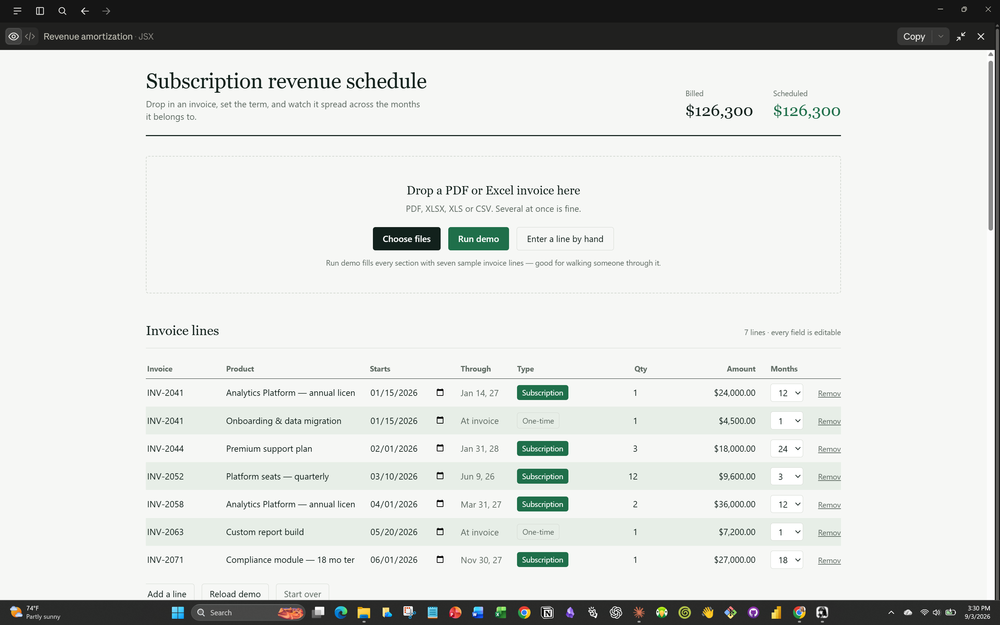 Revenue amortization · JSX
Copy
Subscription revenue schedule
Drop in an invoice, set the term, and watch it spread across the months
it belongs to.
Billed
$126,300
Scheduled
$126,300
Drop a PDF or Excel invoice here
PDF, XLSX, XLS or CSV. Several at once is fine.
Choose files Run demo Enter a line by hand
Run demo fills every section with seven sample invoice lines — good for walking someone through it.
Invoice lines
7 lines · every field is editable
Invoice Product Starts Through Type Qty Amount Months
INV-2041 Analytics Platform — annual licen 01/15/2026 Jan 14, 27 Subscription 1 $24,000.00 12 Remov
INV-2041 Onboarding & data migration 01/15/2026 At invoice One-time 1 $4,500.00 1 Remov
INV-2044 Premium support plan 02/01/2026 Jan 31, 28 Subscription 3 $18,000.00 24 Remov
INV-2052 Platform seats — quarterly 03/10/2026 Jun 9, 26 Subscription 12 $9,600.00 3 Remov
INV-2058 Analytics Platform — annual licen 04/01/2026 Mar 31, 27 Subscription 2 $36,000.00 12 Remov
INV-2063 Custom report build 05/20/2026 At invoice One-time 1 $7,200.00 1 Remov
INV-2071 Compliance module — 18 mo ter 06/01/2026 Nov 30, 27 Subscription 1 $27,000.00 18 Remov
Add a line Reload demo Start over
74°F
Partly sunny
Search
3:30 PM
9/3/2026